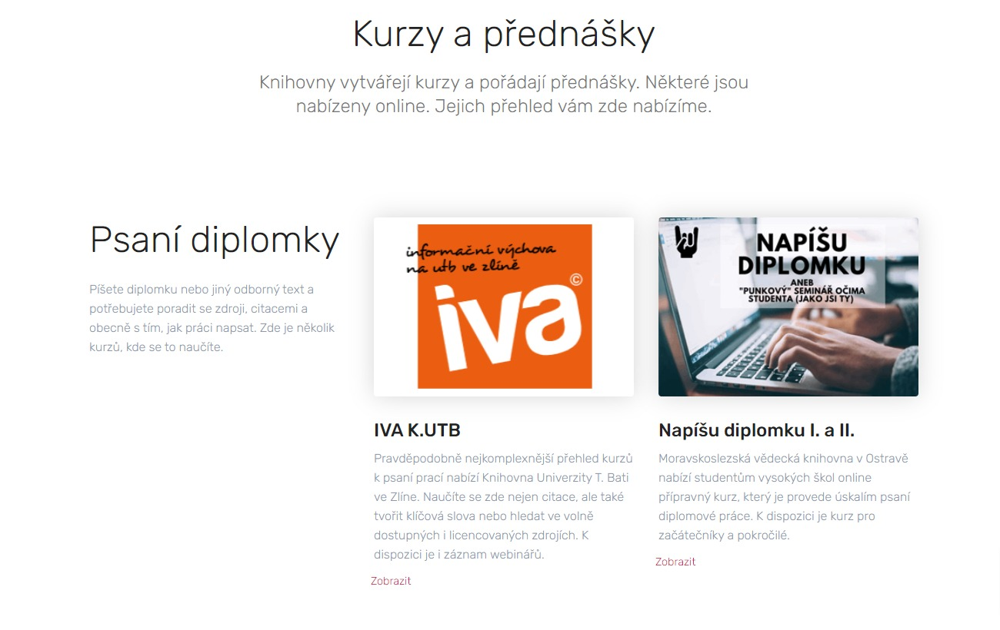 Kurzy a přednášky
Knihovny vytvářejí kurzy a pořádají přednášky. Některé jsou
nabízeny online. Jejich přehled vám zde nabízíme.
Psaní diplomky
Píšete diplomku nebo jiný odborný text a
potřebujete poradit se zdroji, citacemi a
obecně s tím, jak práci napsat. Zde je několik
kurzů, kde se to naučíte.
informační výchova
na utb ve zlíně
iva ©
IVA K.UTB
Pravděpodobně nejkomplexnější přehled kurzů
k psaní prací nabízí Knihovna Univerzity T. Bati
ve Zlíne. Naučíte se zde nejen citace, ale také
tvořit klíčová slova nebo hledat ve volně
dostupných i licencovaných zdrojích. K
dispozici je i záznam webinářů.
Zobrazit
NAPÍŠU
DIPLOMKU
ANEB
"PUNKOVÝ" SEMINÁŘ OČIMA
STUDENTA (JAKO JSI TY)
Napíšu diplomku I. a II.
Moravskoslezská vědecká knihovna v Ostravě
nabízí studentům vysokých škol online
přípravný kurz, který je provede úskalím psaní
diplomové práce. K dispozici je kurz pro
začátečníky a pokročilé.
Zobrazit